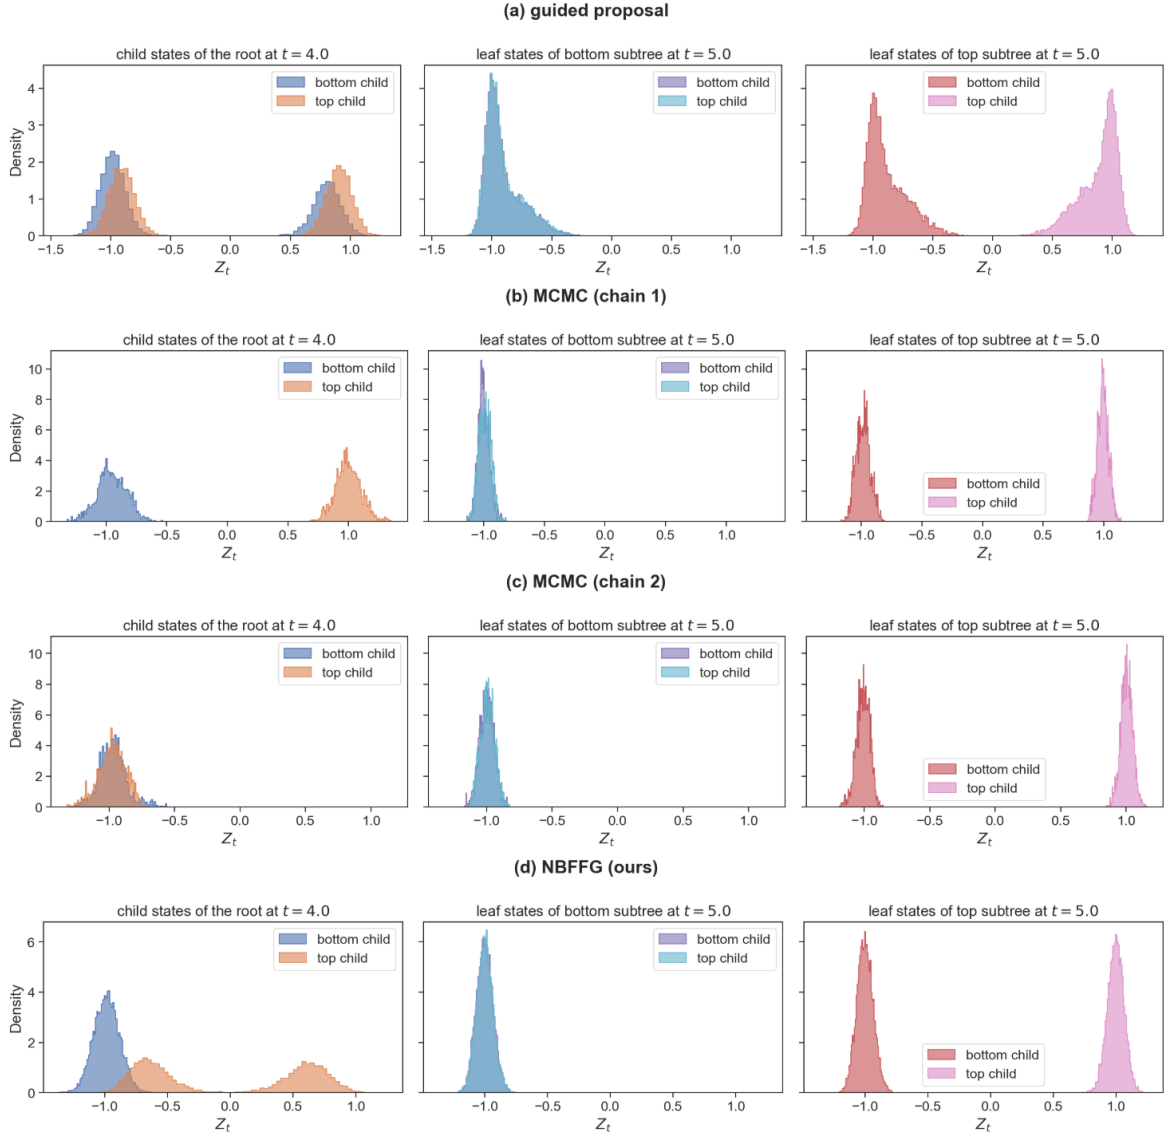 (a) guided proposal
child states of the root at t = 4.0
leaf states of bottom subtree at t = 5.0
leaf states of top subtree at t = 5.0
Density
4
3
2
1
0
bottom child
top child
bottom child
top child
bottom child
top child
−1.5 −1.0 −0.5 0.0 0.5 1.0
−1.5 −1.0 −0.5 0.0 0.5 1.0
−1.5 −1.0 −0.5 0.0 0.5 1.0
Z_t
Z_t
Z_t
(b) MCMC (chain 1)
child states of the root at t = 4.0
leaf states of bottom subtree at t = 5.0
leaf states of top subtree at t = 5.0
Density
10
8
6
4
2
0
bottom child
top child
bottom child
top child
bottom child
top child
−1.0 −0.5 0.0 0.5 1.0
−1.0 −0.5 0.0 0.5 1.0
−1.0 −0.5 0.0 0.5 1.0
Z_t
Z_t
Z_t
(c) MCMC (chain 2)
child states of the root at t = 4.0
leaf states of bottom subtree at t = 5.0
leaf states of top subtree at t = 5.0
Density
10
8
6
4
2
0
bottom child
top child
bottom child
top child
bottom child
top child
−1.0 −0.5 0.0 0.5 1.0
−1.0 −0.5 0.0 0.5 1.0
−1.0 −0.5 0.0 0.5 1.0
Z_t
Z_t
Z_t
(d) NBFFG (ours)
child states of the root at t = 4.0
leaf states of bottom subtree at t = 5.0
leaf states of top subtree at t = 5.0
Density
6
4
2
0
bottom child
top child
bottom child
top child
bottom child
top child
−1.0 −0.5 0.0 0.5 1.0
−1.0 −0.5 0.0 0.5 1.0
−1.0 −0.5 0.0 0.5 1.0
Z_t
Z_t
Z_t